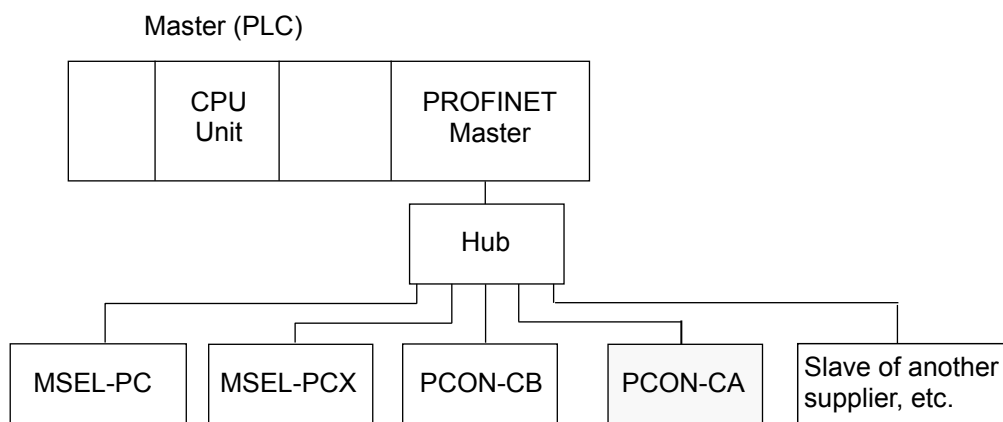 Master (PLC)
CPU
Unit
PROFINET
Master
Hub
MSEL-PC
MSEL-PCX
PCON-CB
PCON-CA
Slave of another
supplier, etc.